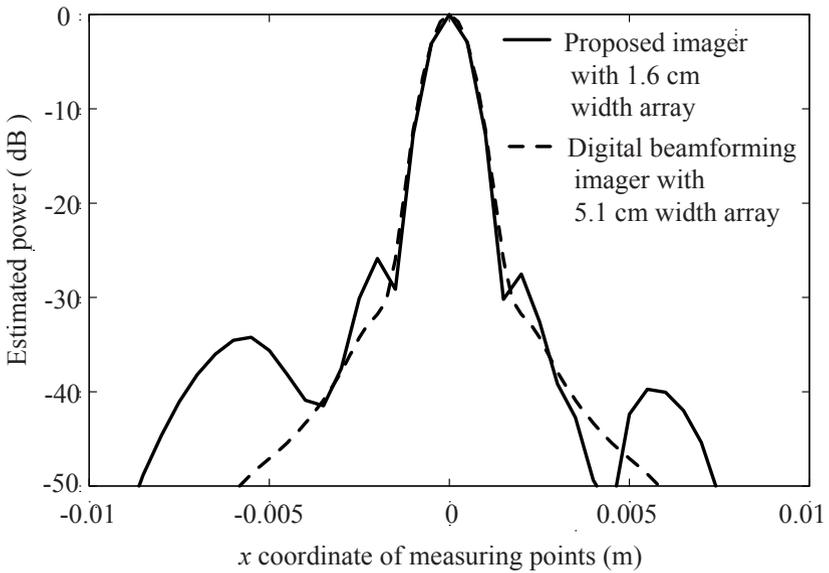 0
-10
-20
-30
-40
-50
Estimated power ( dB )
Proposed imager
with 1.6 cm
width array
Digital beamforming
imager with
5.1 cm width array
-0.01
-0.005
0
0.005
0.01
x coordinate of measuring points (m)